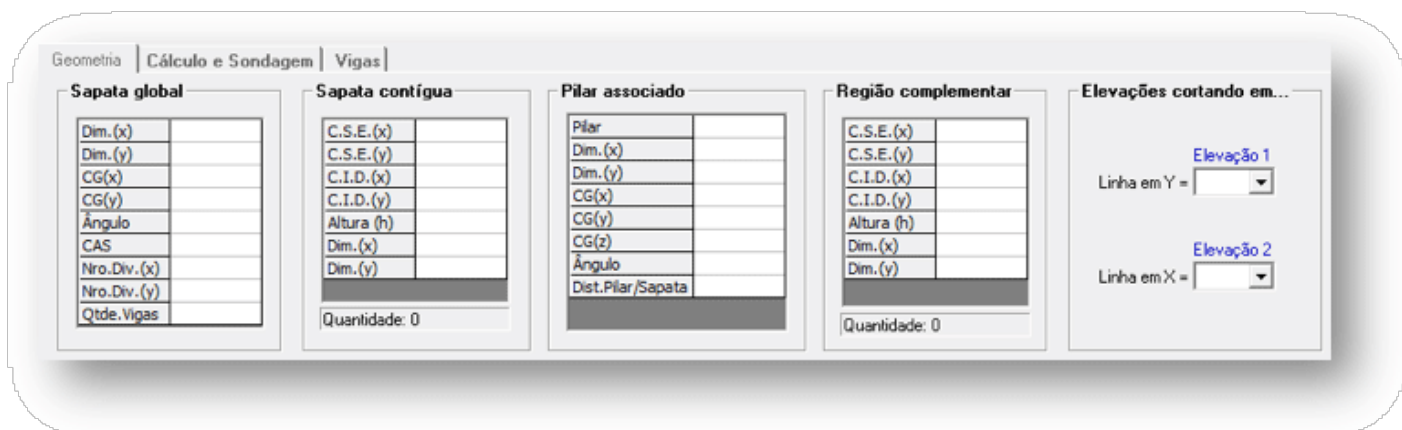 Geometria Cálculo e Sondagem Vigas
Sapata global
Dim.(x)
Dim.(y)
CG(x)
CG(y)
Ângulo
CAS
Nro.Div.(x)
Nro.Div.(y)
Qtde.Vigas
Sapata contígua
C.S.E.(x)
C.S.E.(y)
C.I.D.(x)
C.I.D.(y)
Altura (h)
Dim.(x)
Dim.(y)
Quantidade: 0
Pilar associado
Pilar
Dim.(x)
Dim.(y)
CG(x)
CG(y)
CG(z)
Ângulo
Dist.Pilar/Sapata
Região complementar
C.S.E.(x)
C.S.E.(y)
C.I.D.(x)
C.I.D.(y)
Altura (h)
Dim.(x)
Dim.(y)
Quantidade: 0
Elevações cortando em...
Elevação 1
Linha em Y =
Elevação 2
Linha em X =